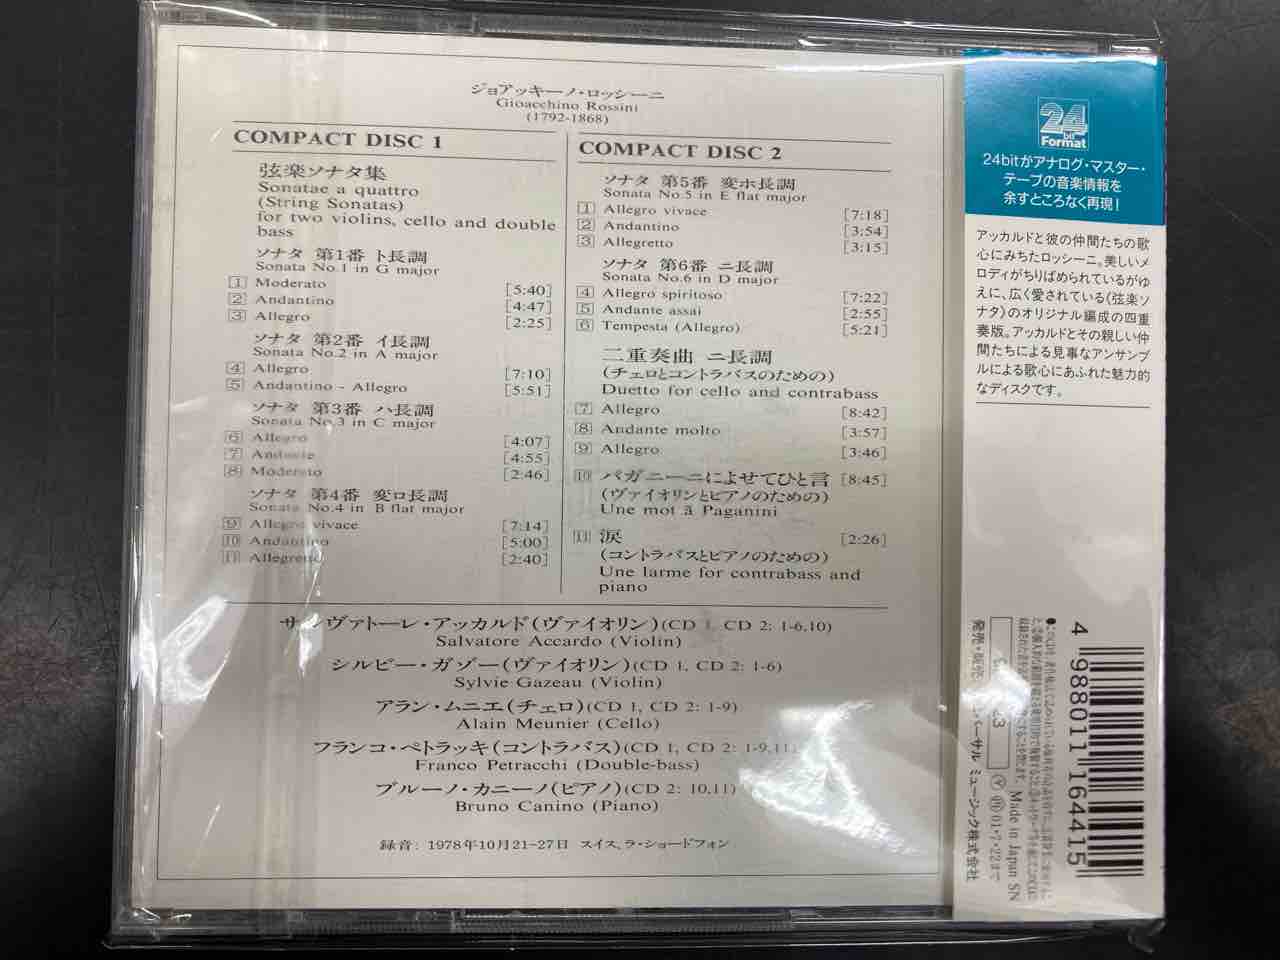 ジョアッキーノ・ロッシーニ
Gioacchino Rossini
(1792-1868)
COMPACT DISC 1
弦楽ソナタ集
Sonatae a quattro
(String Sonatas)
for two violins, cello and double
bass
ソナタ 第1番 ト長調
Sonata No.1 in G major
1 Moderato [5:40]
2 Andantino [4:47]
3 Allegro [2:25]
ソナタ 第2番 イ長調
Sonata No.2 in A major
4 Allegro [7:10]
5 Andantino - Allegro [5:51]
ソナタ 第3番 ハ長調
Sonata No.3 in C major
6 Allegro [4:07]
7 Andante [4:55]
8 Moderato [2:46]
ソナタ 第4番 変ロ長調
Sonata No.4 in B flat major
9 Allegro vivace [7:14]
10 Andantino [5:00]
11 Allegretto [2:40]
COMPACT DISC 2
ソナタ 第5番 変ホ長調
Sonata No.5 in E flat major
1 Allegro vivace [7:18]
2 Andantino [3:54]
3 Allegretto [3:15]
ソナタ 第6番 ニ長調
Sonata No.6 in D major
4 Allegro spiritoso [7:22]
5 Andante assai [2:55]
6 Tempesta (Allegro) [5:21]
二重奏曲 ニ長調
(チェロとコントラバスのための)
Duetto for cello and contrabass
7 Allegro [8:42]
8 Andante molto [3:57]
9 Allegro [3:46]
10 パガニーニによせてひと言 [8:45]
(ヴァイオリンとピアノのための)
Une mot à Paganini
11 涙 [2:26]
(コントラバスとピアノのための)
Une larme for contrabass and
piano
サルヴァトーレ・アッカルド(ヴァイオリン)(CD 1, CD 2: 1-6,10)
Salvatore Accardo (Violin)
シルビー・ガゾー(ヴァイオリン)(CD 1, CD 2: 1-6)
Sylvie Gazeau (Violin)
アラン・ムニエ(チェロ)(CD 1, CD 2: 1-9)
Alain Meunier (Cello)
フランコ・ペトラッキ(コントラバス)(CD 1, CD 2: 1-9,11)
Franco Petracchi (Double-bass)
ブルーノ・カニーノ(ピアノ)(CD 2: 10,11)
Bruno Canino (Piano)
録音: 1978年10月21-27日 スイス、ラ・ショードフォン
24
bit
Format
24bitがアナログ・マスター・
テープの音楽情報を
余すところなく再現!
アッカルドと彼の仲間たちの歌
心にみちたロッシーニ。美しいメ
ロディがちりばめられているがゆ
えに、広く愛されている〈弦楽ソ
ナタ〉のオリジナル編成の四重
奏版。アッカルドとその親しい仲
間たちによる見事なアンサンブ
ルによる歌心にあふれた魅力的
なディスクです。
4 988011 164415
Made in Japan SN
01・7・22まで
発売・販売 バーサル ミュージック株式会社